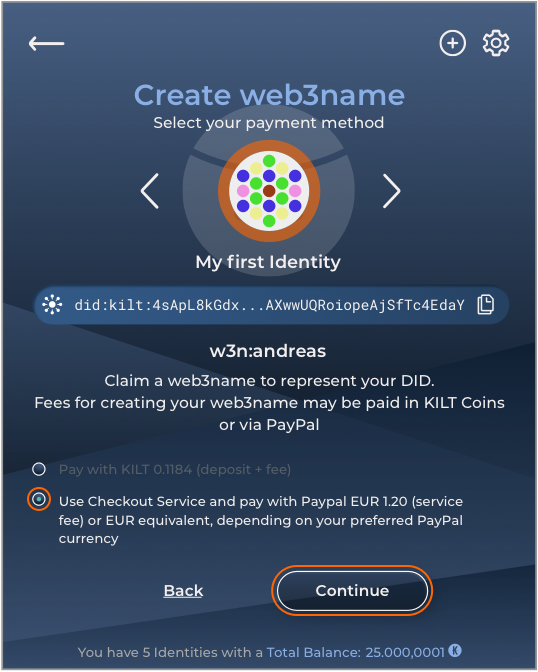 Create web3name
Select your payment method
My first Identity
did:kilt:4sApL8kGdx...AXwwUQRoiopeAjSfTc4EdaY
w3n:andreas
Claim a web3name to represent your DID.
Fees for creating your web3name may be paid in KILT Coins
or via PayPal
Pay with KILT 0.1184 (deposit + fee)
Use Checkout Service and pay with Paypal EUR 1.20 (service
fee) or EUR equivalent, depending on your preferred PayPal
currency
Back
Continue
You have 5 Identities with a Total Balance: 25.000,0001 K